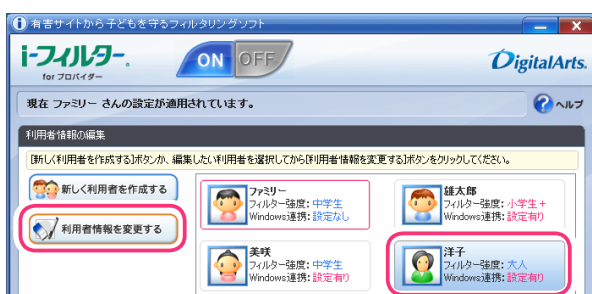 有害サイトから子どもを守るフィルタリングソフト
i-フィルター.
for プロバイダー
ON OFF
DigitalArts.
現在 ファミリー さんの設定が適用されています。
ヘルプ
利用者情報の編集
[新しく利用者を作成する]ボタンか、編集したい利用者を選択してから[利用者情報を変更する]ボタンをクリックしてください。
新しく利用者を作成する
利用者情報を変更する
ファミリー
フィルター強度: 中学生
Windows連携: 設定なし
雄太郎
フィルター強度: 小学生+
Windows連携: 設定有り
美咲
フィルター強度: 中学生
Windows連携: 設定有り
洋子
フィルター強度: 大人
Windows連携: 設定有り